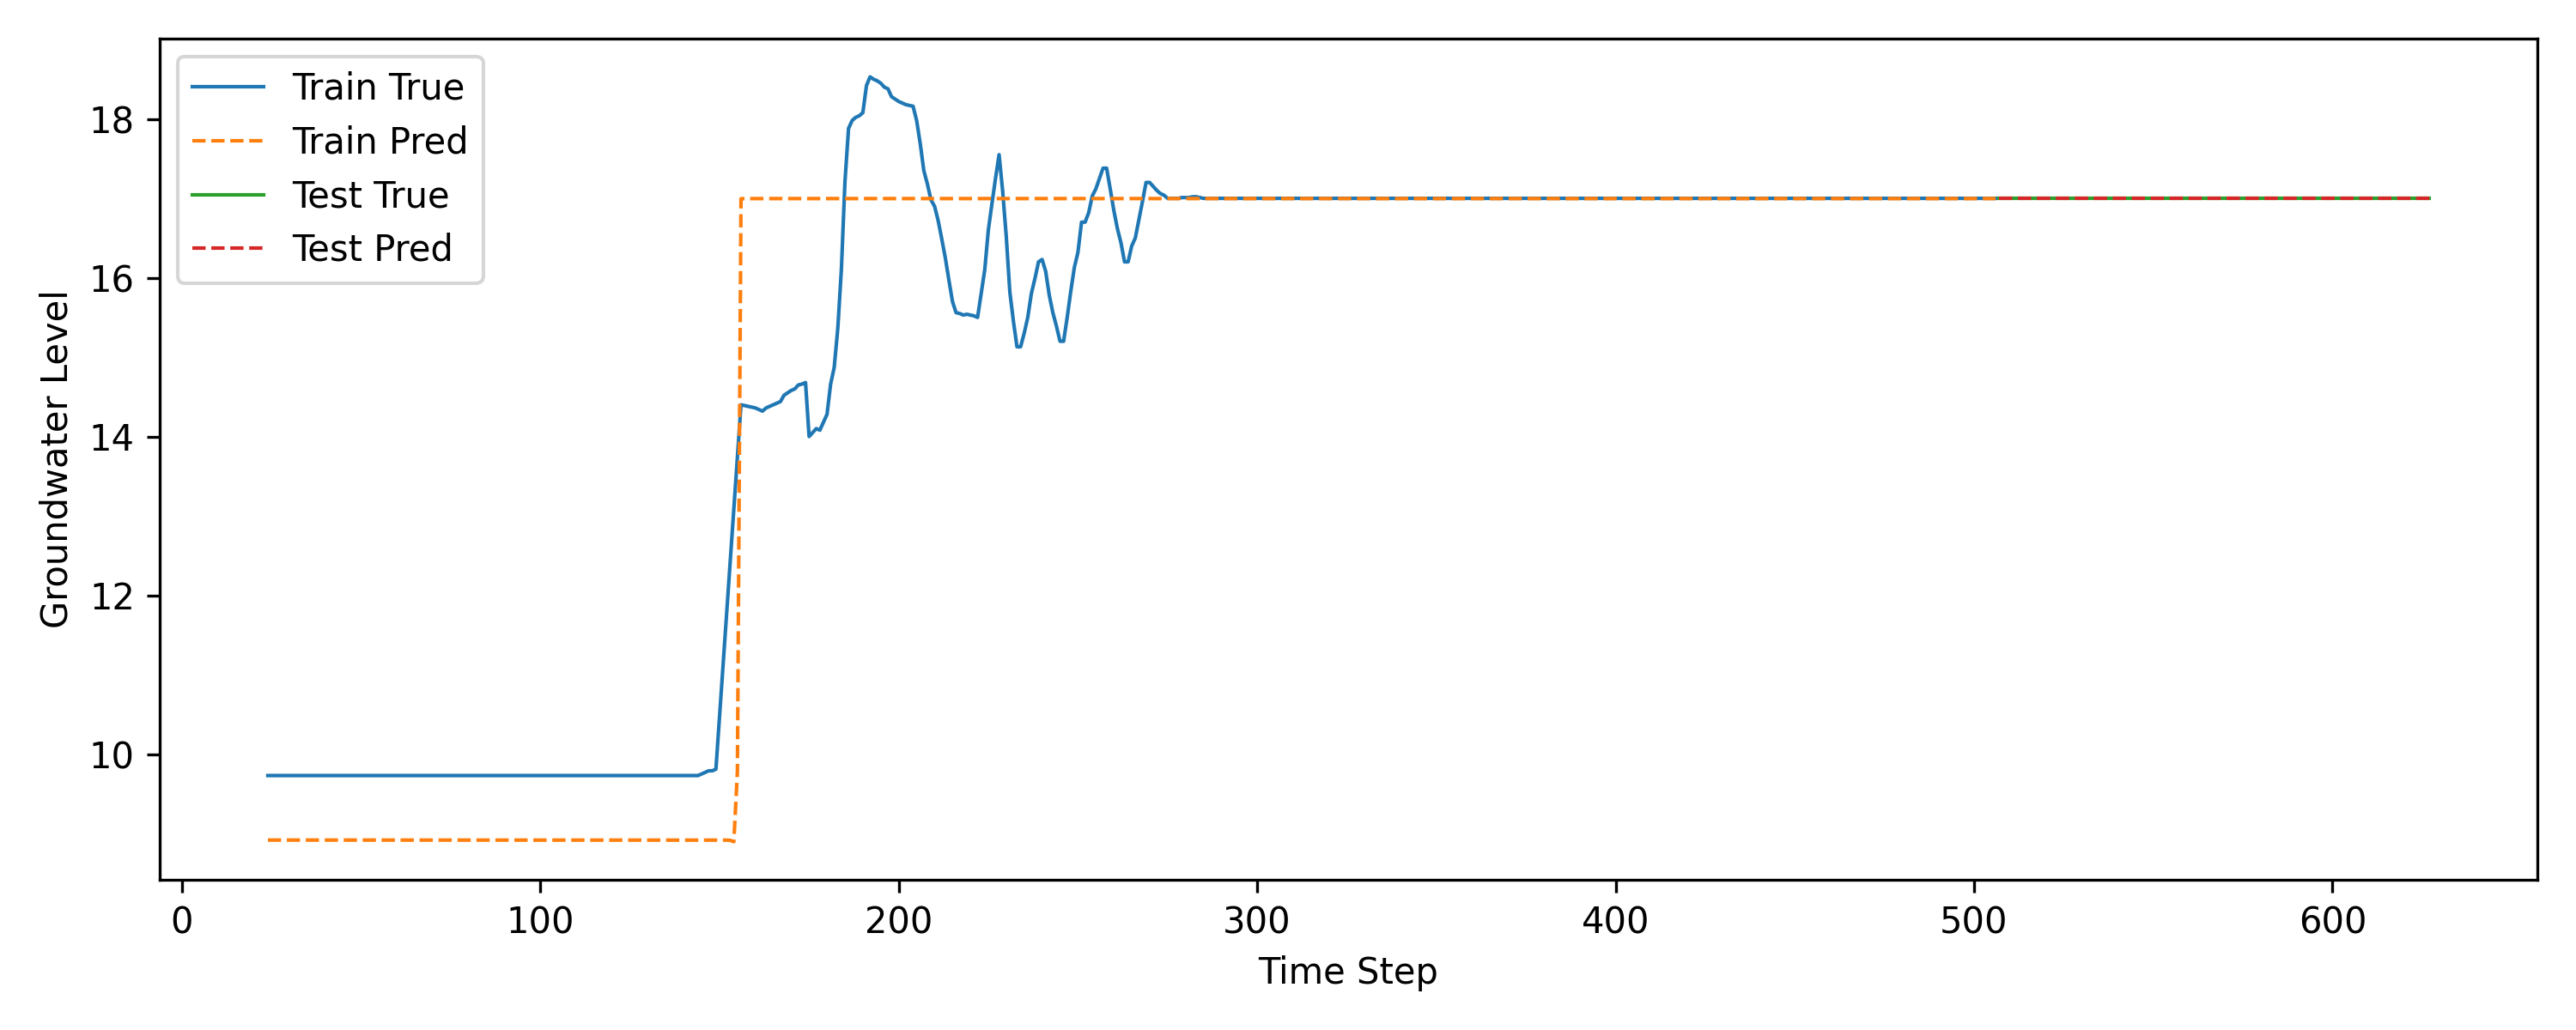 Train True
Train Pred
Test True
Test Pred
18
16
14
12
10
Groundwater Level
0 100 200 300 400 500 600
Time Step